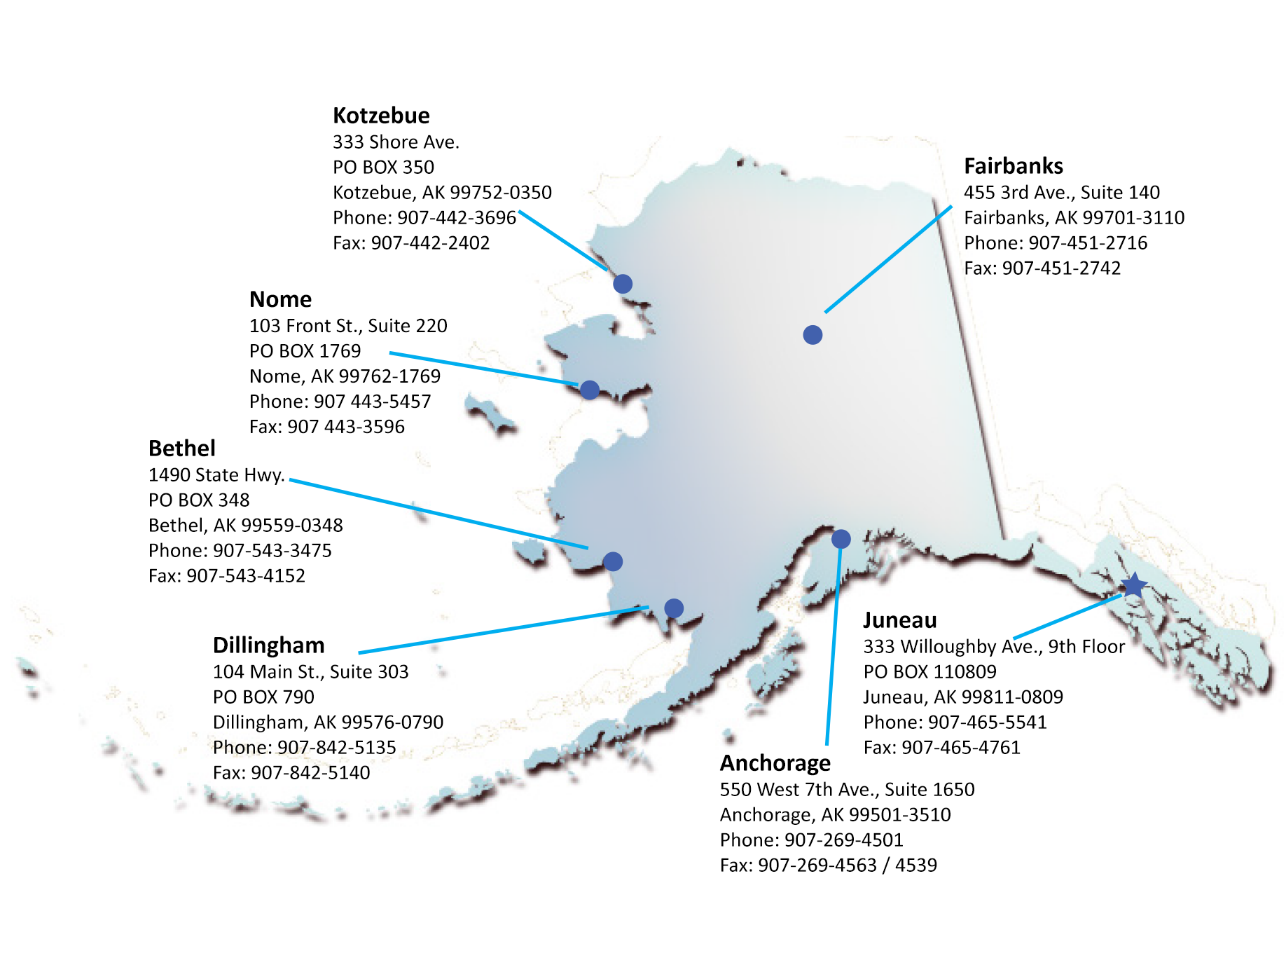 Kotzebue
333 Shore Ave.
PO BOX 350
Kotzebue, AK 99752-0350
Phone: 907-442-3696
Fax: 907-442-2402
Fairbanks
455 3rd Ave., Suite 140
Fairbanks, AK 99701-3110
Phone: 907-451-2716
Fax: 907-451-2742
Nome
103 Front St., Suite 220
PO BOX 1769
Nome, AK 99762-1769
Phone: 907 443-5457
Fax: 907 443-3596
Bethel
1490 State Hwy.
PO BOX 348
Bethel, AK 99559-0348
Phone: 907-543-3475
Fax: 907-543-4152
Dillingham
104 Main St., Suite 303
PO BOX 790
Dillingham, AK 99576-0790
Phone: 907-842-5135
Fax: 907-842-5140
Juneau
333 Willoughby Ave., 9th Floor
PO BOX 110809
Juneau, AK 99811-0809
Phone: 907-465-5541
Fax: 907-465-4761
Anchorage
550 West 7th Ave., Suite 1650
Anchorage, AK 99501-3510
Phone: 907-269-4501
Fax: 907-269-4563 / 4539